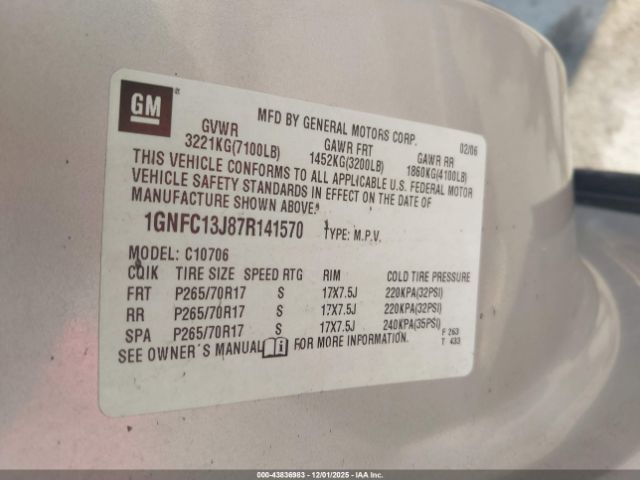 GM
MFD BY GENERAL MOTORS CORP. 02/06
GVWR GAWR FRT GAWR RR
3221KG(7100LB) 1452KG(3200LB) 1860KG(4100LB)
THIS VEHICLE CONFORMS TO ALL APPLICABLE U.S. FEDERAL MOTOR
VEHICLE SAFETY STANDARDS IN EFFECT ON THE DATE OF
MANUFACTURE SHOWN ABOVE.
1GNFC13J87R141570 TYPE: M.P.V.
MODEL: C10706
CQIK TIRE SIZE SPEED RTG RIM COLD TIRE PRESSURE
FRT P265/70R17 S 17X7.5J 220KPA(32PSI)
RR P265/70R17 S 17X7.5J 220KPA(32PSI)
SPA P265/70R17 S 17X7.5J 240KPA(35PSI)
SEE OWNER'S MANUAL FOR MORE INFORMATION.
F 263
T 433
000-43836983 - 12/01/2025 - IAA Inc.